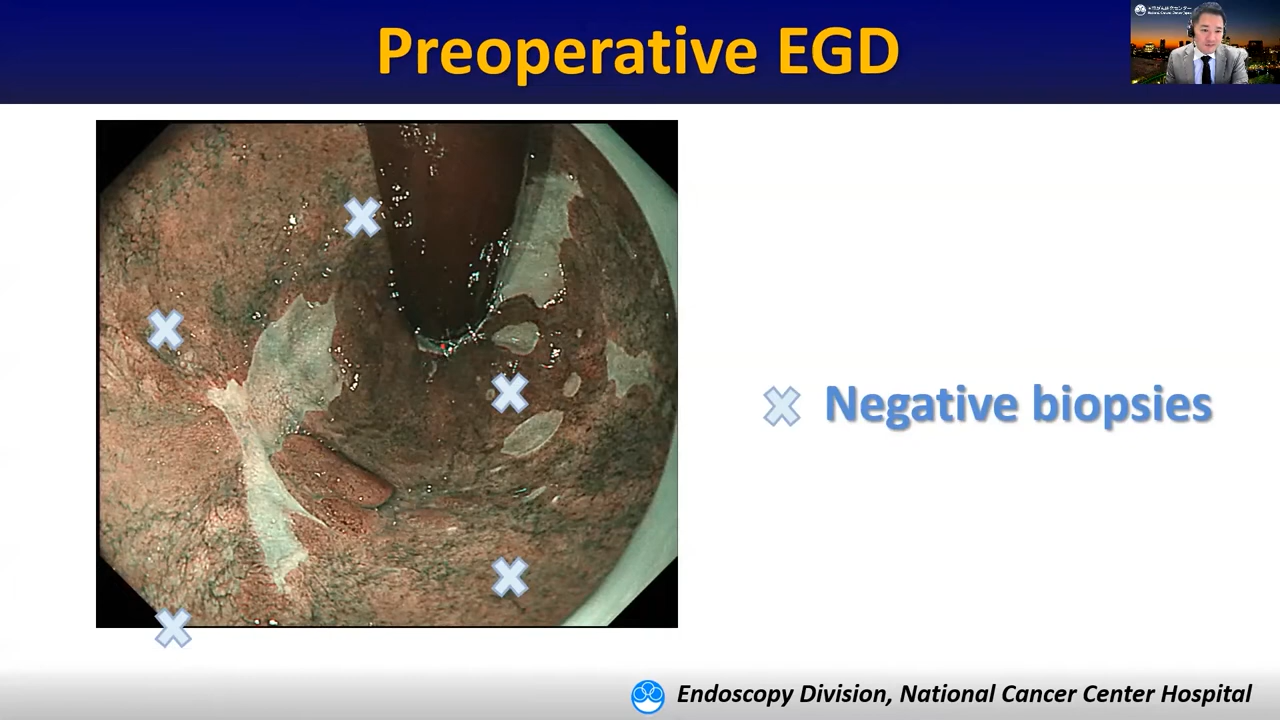 Preoperative EGD
Negative biopsies
Endoscopy Division, National Cancer Center Hospital